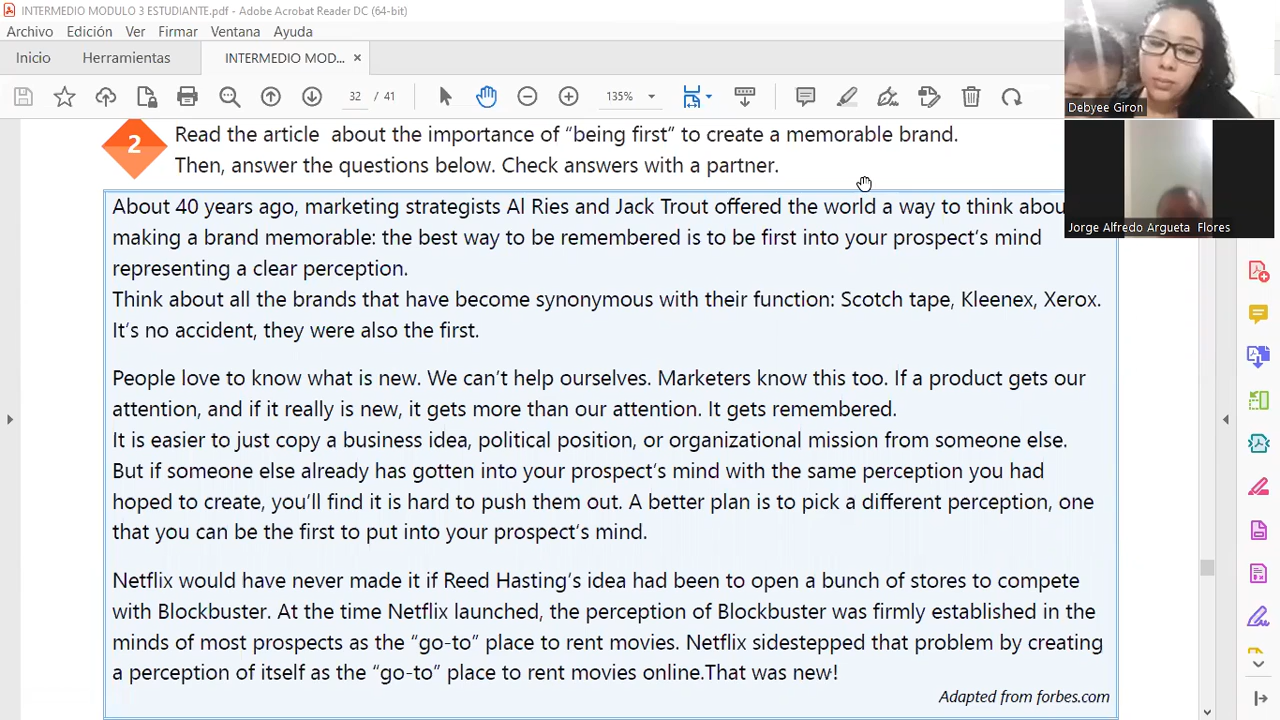 INTERMEDIO MODULO 3 ESTUDIANTE.pdf - Adobe Acrobat Reader DC (64-bit)
Archivo Edición Ver Firmar Ventana Ayuda
Inicio Herramientas INTERMEDIO MOD... ×
32 / 41 135%
Debyee Giron
Jorge Alfredo Argueta Flores
2 Read the article about the importance of “being first” to create a memorable brand.
Then, answer the questions below. Check answers with a partner.
About 40 years ago, marketing strategists Al Ries and Jack Trout offered the world a way to think abou
making a brand memorable: the best way to be remembered is to be first into your prospect’s mind
representing a clear perception.
Think about all the brands that have become synonymous with their function: Scotch tape, Kleenex, Xerox.
It’s no accident, they were also the first.
People love to know what is new. We can’t help ourselves. Marketers know this too. If a product gets our
attention, and if it really is new, it gets more than our attention. It gets remembered.
It is easier to just copy a business idea, political position, or organizational mission from someone else.
But if someone else already has gotten into your prospect’s mind with the same perception you had
hoped to create, you’ll find it is hard to push them out. A better plan is to pick a different perception, one
that you can be the first to put into your prospect’s mind.
Netflix would have never made it if Reed Hasting’s idea had been to open a bunch of stores to compete
with Blockbuster. At the time Netflix launched, the perception of Blockbuster was firmly established in the
minds of most prospects as the “go-to” place to rent movies. Netflix sidestepped that problem by creating
a perception of itself as the “go-to” place to rent movies online.That was new!
Adapted from forbes.com